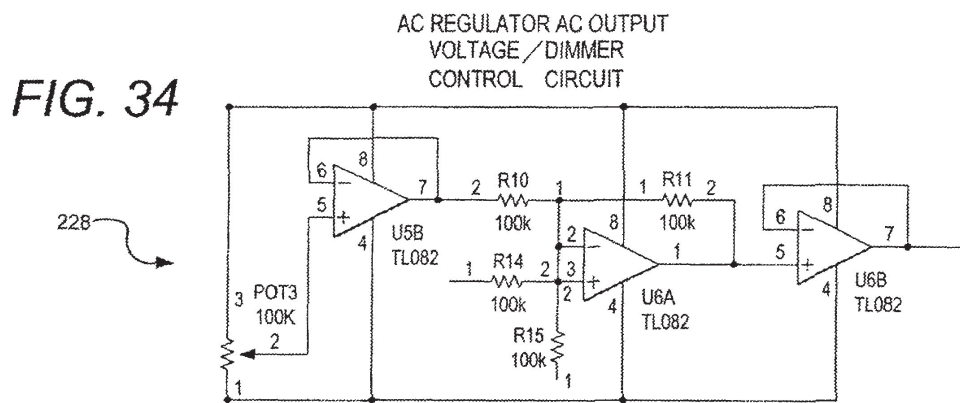 AC REGULATOR AC OUTPUT
VOLTAGE/DIMMER
CONTROL CIRCUIT
FIG. 34
228
6
5
8
7
4
U5B
TL082
2 R10 1
100k
1 R11 2
100k
1 R14 2
100k
2
3
2
8
1
4
U6A
TL082
R15
100k
1
6
5
8
7
4
U6B
TL082
3
POT3
100K
2
1